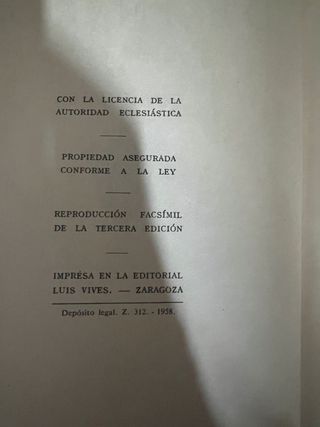 CON LA LICENCIA DE LA
AUTORIDAD ECLESIÁSTICA
PROPIEDAD ASEGURADA
CONFORME A LA LEY
REPRODUCCIÓN FACSÍMIL
DE LA TERCERA EDICIÓN
IMPRÉSA EN LA EDITORIAL
LUIS VIVES. — ZARAGOZA
Depósito legal. Z. 312. - 1958.